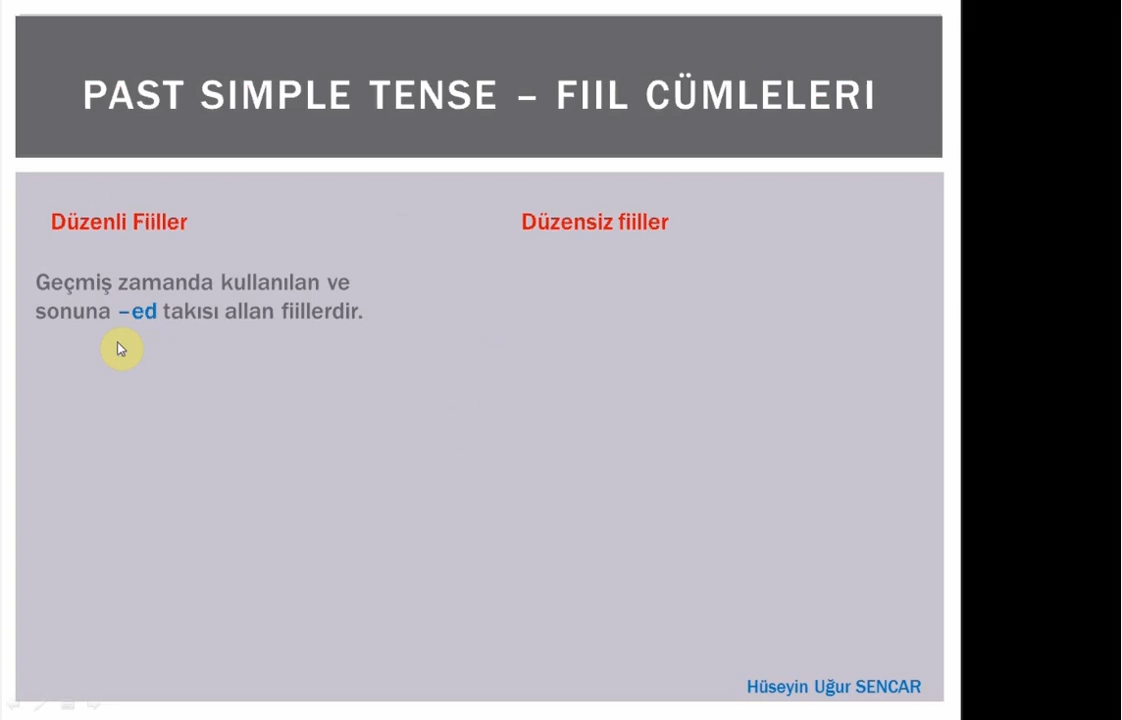 PAST SIMPLE TENSE – FIIL CÜMLELERI
Düzenli Fiiller
Geçmiş zamanda kullanılan ve
sonuna –ed takısı allan fiillerdir.
Düzensiz fiiller
Hüseyin Uğur SENCAR